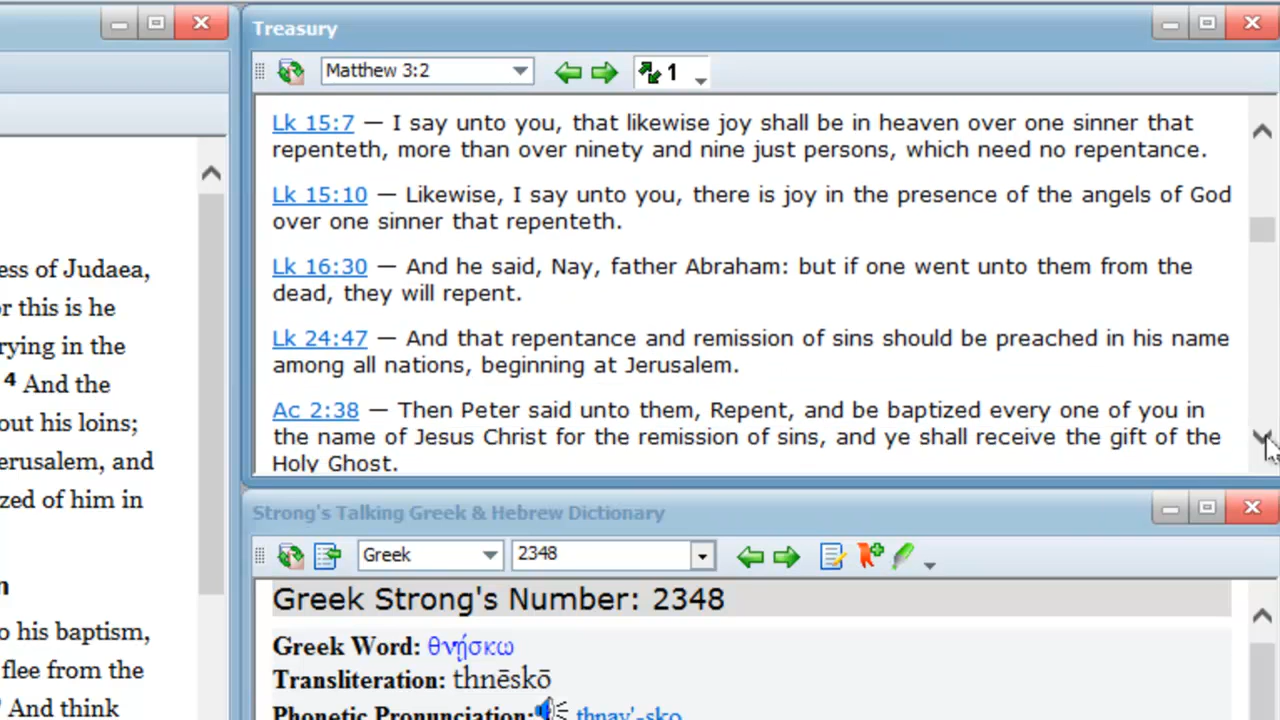 ess of Judaea,
r this is he
rying in the
4 And the
out his loins;
erusalem, and
zed of him in
n
o his baptism,
flee from the
And think
Treasury
Matthew 3:2
1
Lk 15:7 — I say unto you, that likewise joy shall be in heaven over one sinner that
repenteth, more than over ninety and nine just persons, which need no repentance.
Lk 15:10 — Likewise, I say unto you, there is joy in the presence of the angels of God
over one sinner that repenteth.
Lk 16:30 — And he said, Nay, father Abraham: but if one went unto them from the
dead, they will repent.
Lk 24:47 — And that repentance and remission of sins should be preached in his name
among all nations, beginning at Jerusalem.
Ac 2:38 — Then Peter said unto them, Repent, and be baptized every one of you in
the name of Jesus Christ for the remission of sins, and ye shall receive the gift of the
Holy Ghost.
Strong's Talking Greek & Hebrew Dictionary
Greek 2348
Greek Strong's Number: 2348
Greek Word: θνῄσκω
Transliteration: thnēskō
Phonetic Pronunciation: thnay'-sko